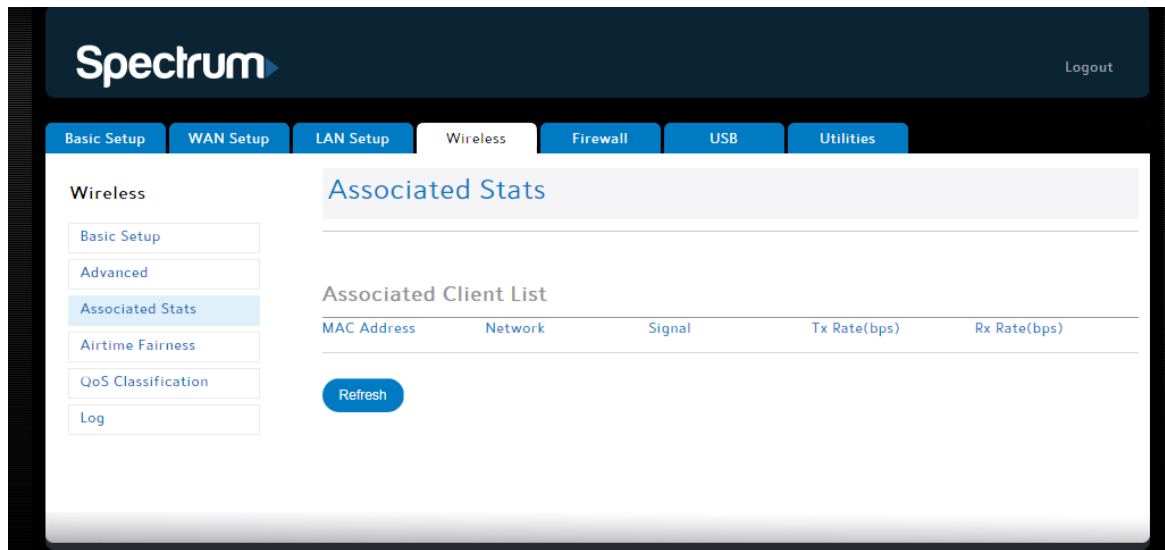 Spectrum
Logout
Basic Setup WAN Setup LAN Setup Wireless Firewall USB Utilities
Wireless
Basic Setup
Advanced
Associated Stats
Airtime Fairness
QoS Classification
Log
Associated Stats
Associated Client List
MAC Address Network Signal Tx Rate(bps) Rx Rate(bps)
Refresh